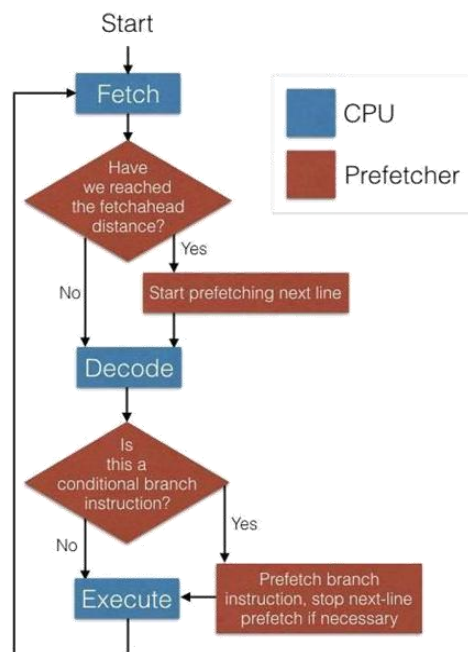 Start
Fetch
CPU
Prefetcher
Have
we reached
the fetchahead
distance?
Yes
No
Start prefetching next line
Decode
Is
this a
conditional branch
instruction?
Yes
No
Prefetch branch
instruction, stop next-line
prefetch if necessary
Execute